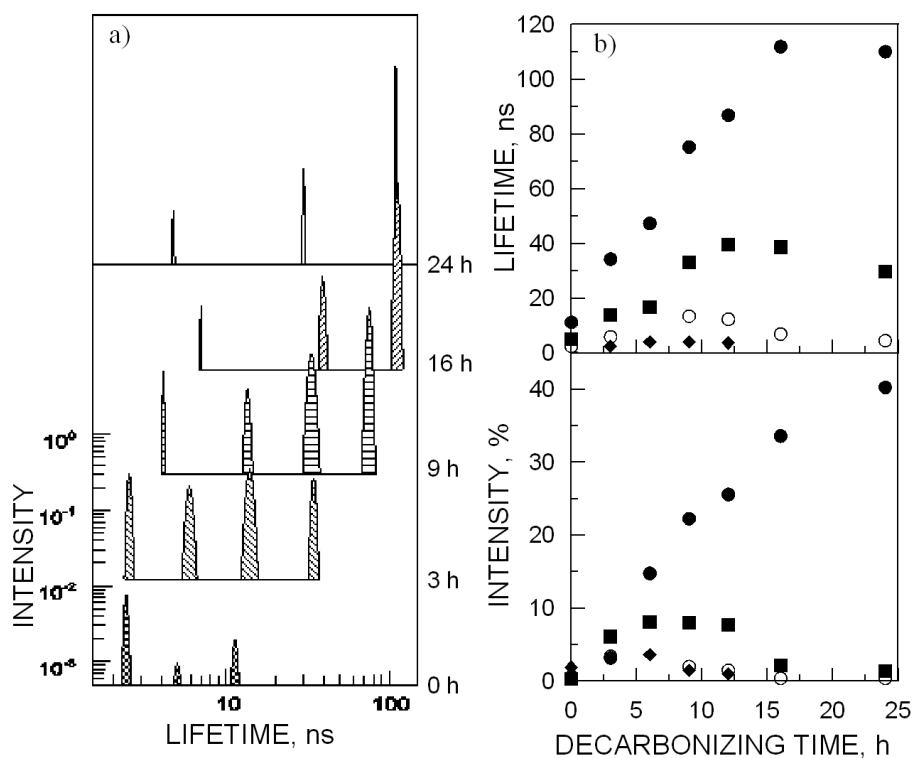 a)
24 h
16 h
9 h
3 h
0 h
10⁰
10⁻¹
10⁻²
10⁻³
INTENSITY
10
100
LIFETIME, ns
b)
120
100
80
60
40
20
0
LIFETIME, ns
40
30
20
10
0
INTENSITY, %
0
5
10
15
20
25
DECARBONIZING TIME, h